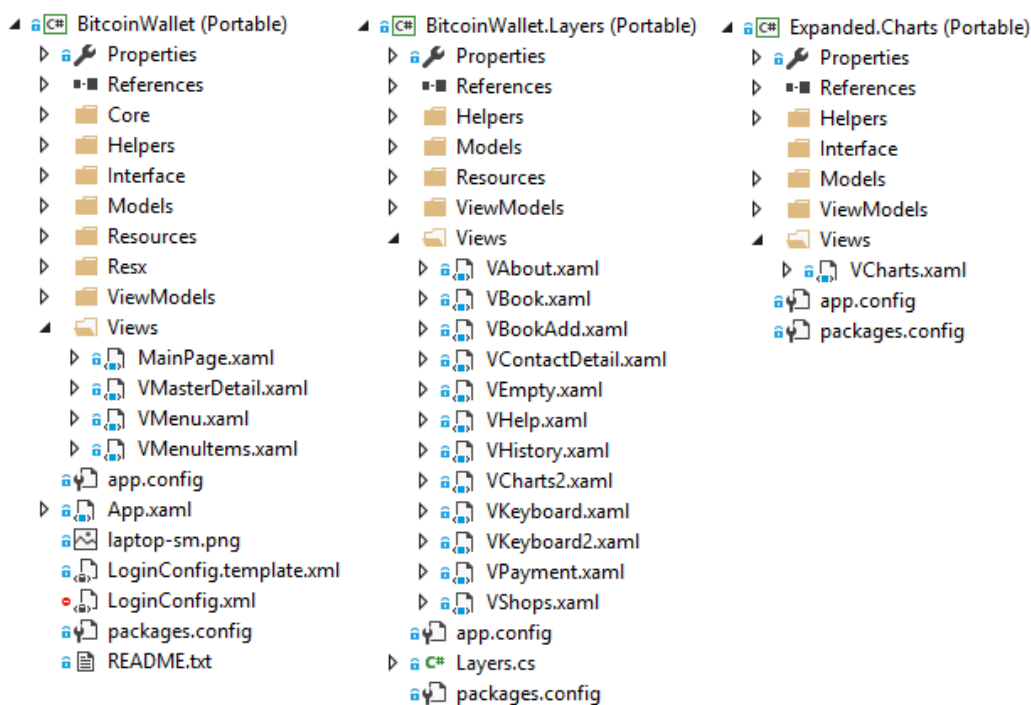 BitcoinWallet (Portable)
Properties
References
Core
Helpers
Interface
Models
Resources
Resx
ViewModels
Views
MainPage.xaml
VMasterDetail.xaml
VMenu.xaml
VMenuItems.xaml
app.config
App.xaml
laptop-sm.png
LoginConfig.template.xml
LoginConfig.xml
packages.config
README.txt
BitcoinWallet.Layers (Portable)
Properties
References
Helpers
Models
Resources
ViewModels
Views
VAbout.xaml
VBook.xaml
VBookAdd.xaml
VContactDetail.xaml
VEmpty.xaml
VHelp.xaml
VHistory.xaml
VCharts2.xaml
VKeyboard.xaml
VKeyboard2.xaml
VPayment.xaml
VShops.xaml
app.config
C# Layers.cs
packages.config
Expanded.Charts (Portable)
Properties
References
Helpers
Interface
Models
ViewModels
Views
VCharts.xaml
app.config
packages.config